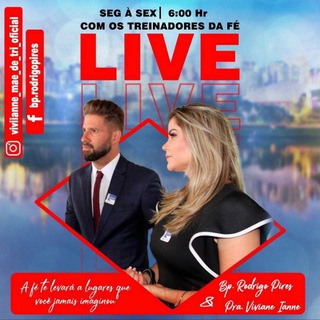 SEG À SEX | 6:00 Hr
COM OS TREINADORES DA FÉ
LIVE
LIVE
vivilanne_mae_de_tri_oficial
bp.rodrigopires
A fé te levará a lugares que
você jamais imaginou
Bp. Rodrigo Pires
&
Pra. Viviane Ianne